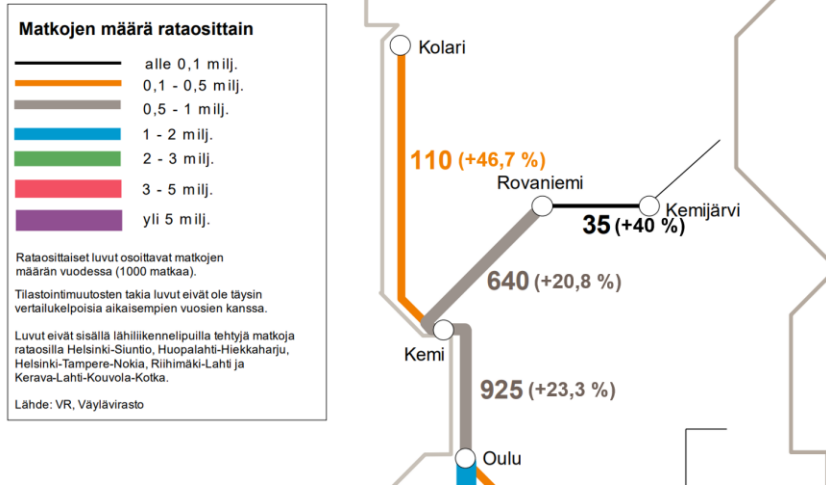 Matkojen määrä rataosittain
alle 0,1 milj.
0,1 - 0,5 milj.
0,5 - 1 milj.
1 - 2 milj.
2 - 3 milj.
3 - 5 milj.
yli 5 milj.
Rataosittaiset luvut osoittavat matkojen
määrän vuodessa (1000 matkaa).
Tilastointimuutosten takia luvut eivät ole täysin
vertailukelpoisia aikaisempien vuosien kanssa.
Luvut eivät sisällä lähiliikennelipuilla tehtyjä matkoja
rataosilla Helsinki-Siuntio, Huopalahti-Hiekkaharju,
Helsinki-Tampere-Nokia, Riihimäki-Lahti ja
Kerava-Lahti-Kouvola-Kotka.
Lähde: VR, Väylävirasto
Kolari
110 (+46,7 %)
Rovaniemi
Kemijärvi
35 (+40 %)
640 (+20,8 %)
Kemi
925 (+23,3 %)
Oulu